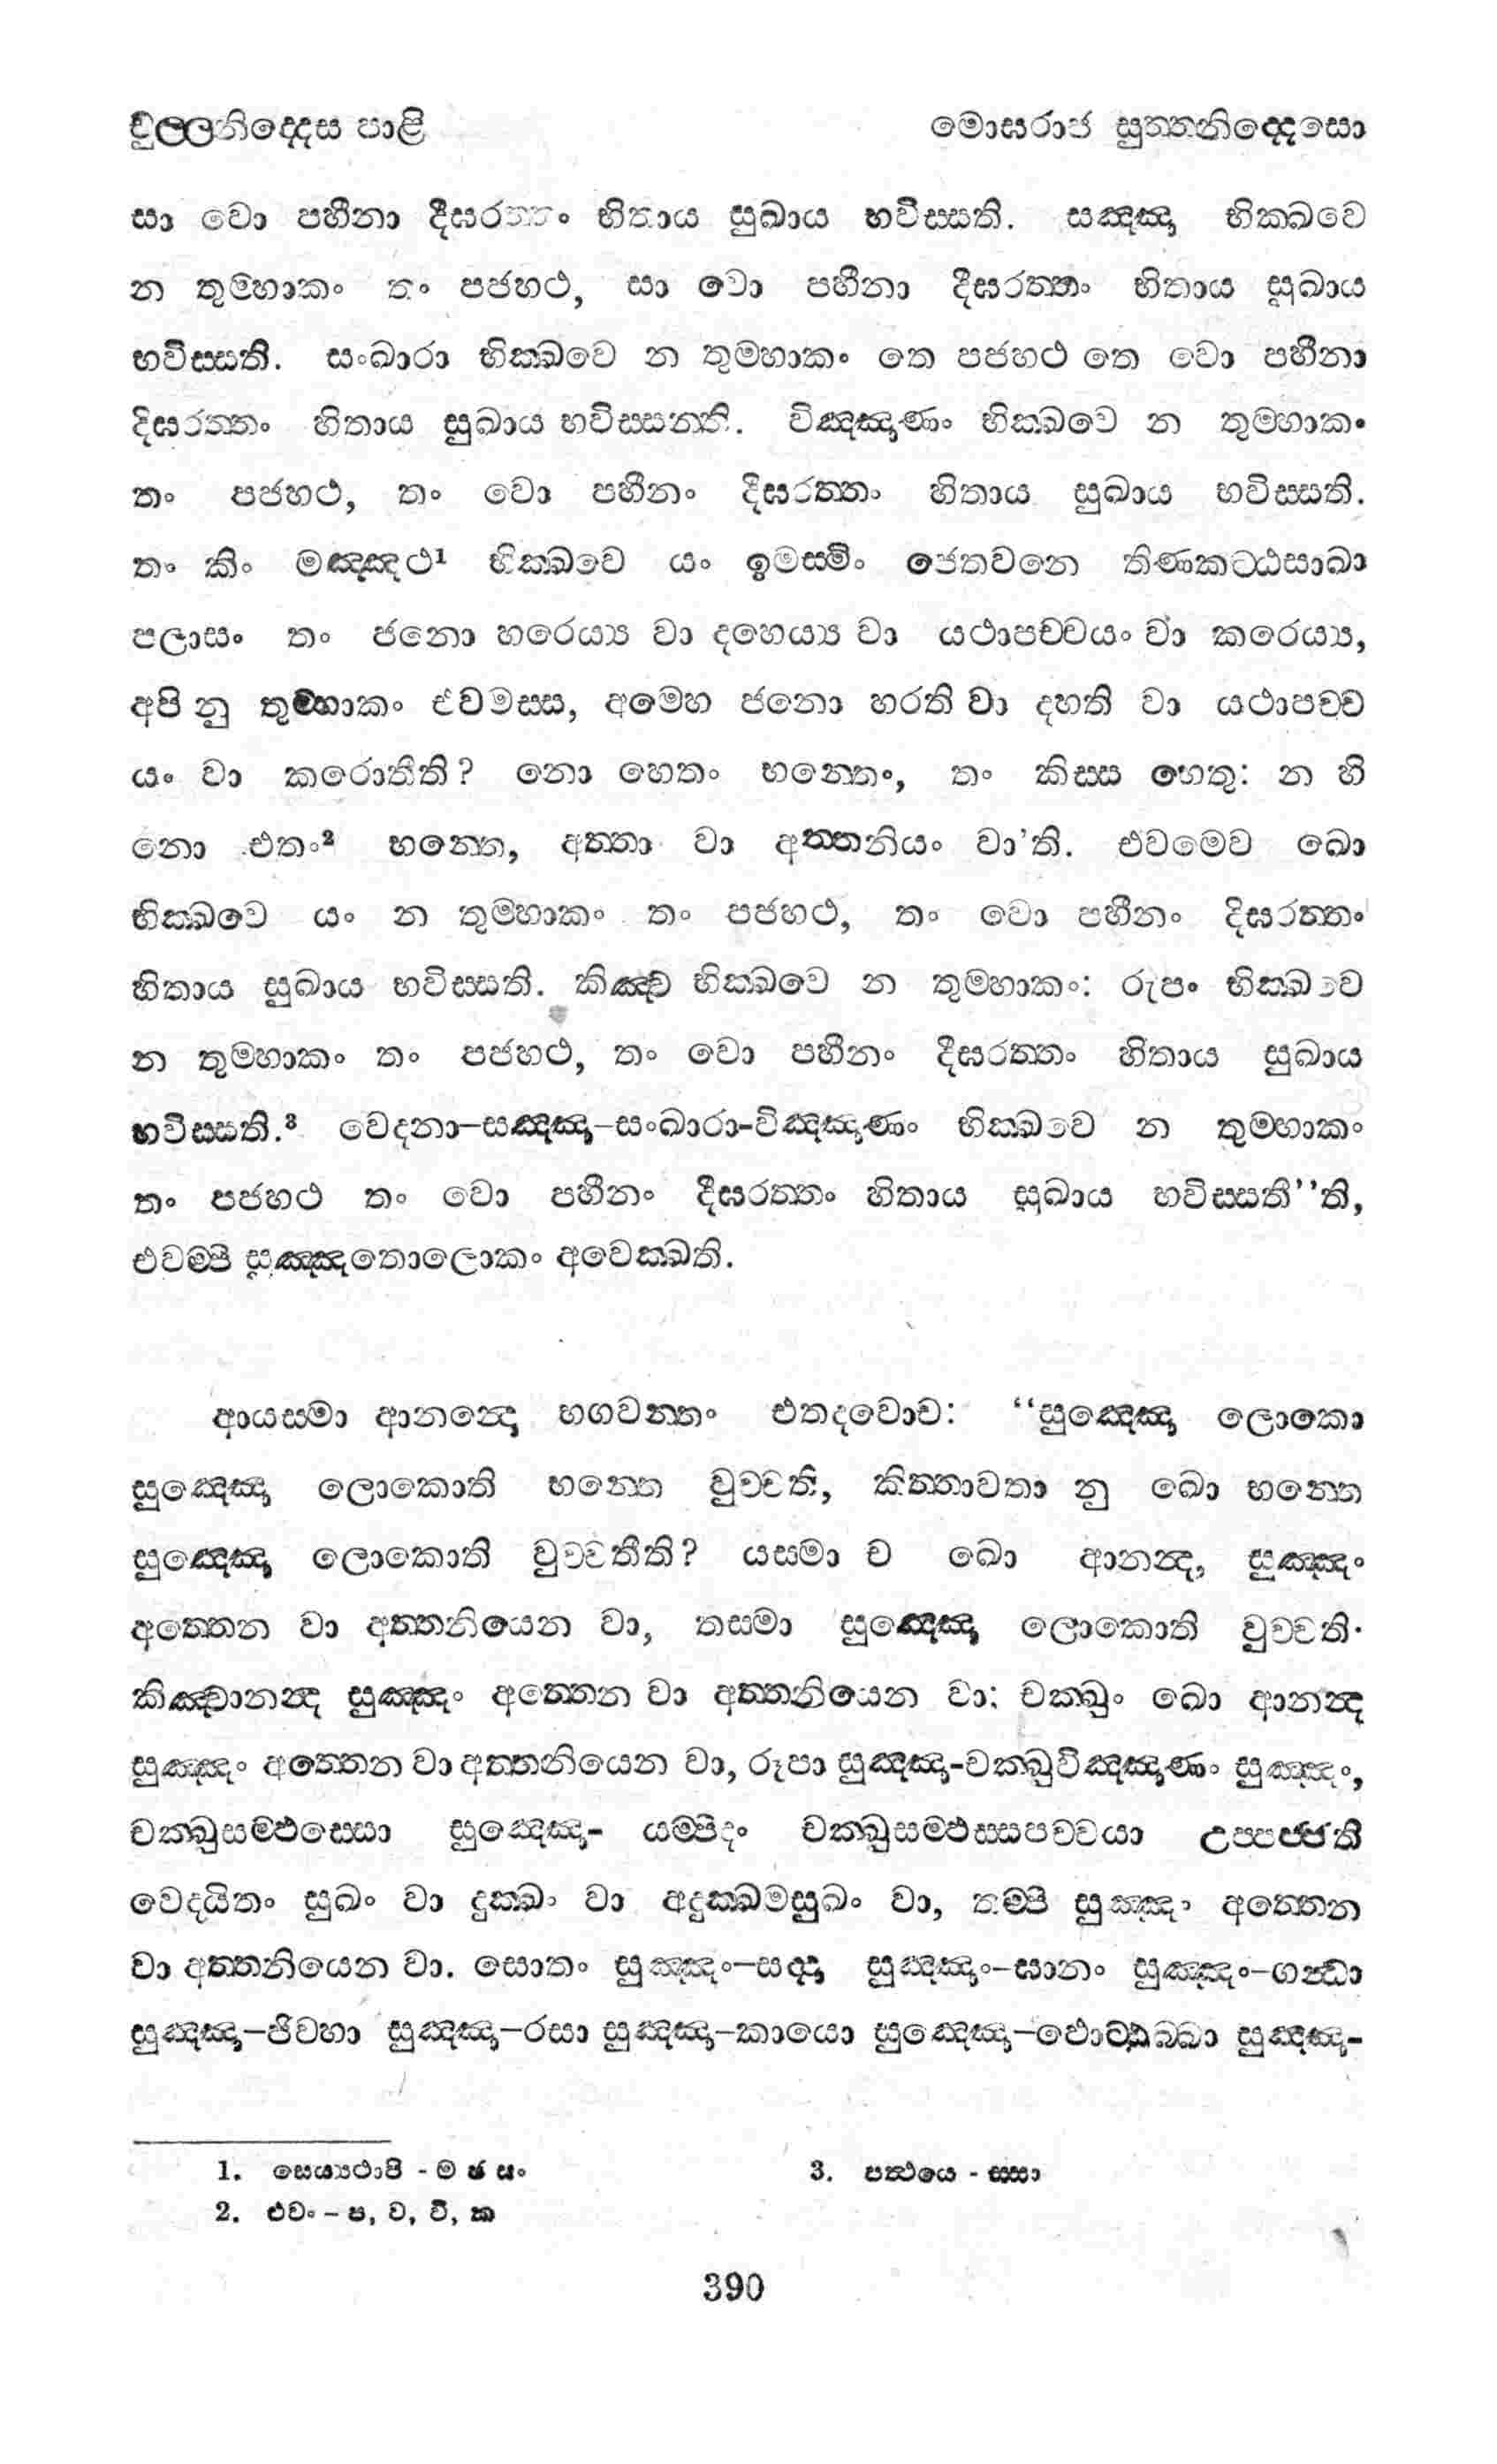 චුල්ලනිද්දෙස පාළි
මොඝරාජ සුත්තනිද්දෙසො
සා වො පහීනා දීඝරත්තං හිතාය සුඛාය භවිස්සති. සඤ්ඤා භික්ඛවෙ
න තුම්හාකං තං පජහථ, සා වො පහීනා දීඝරත්තං හිතාය සුඛාය
භවිස්සති. සංඛාරා භික්ඛවෙ න තුම්හාකං තෙ පජහථ තෙ වො පහීනා
දිඝරත්තං හිතාය සුඛාය භවිස්සන්ති. විඤ්ඤාණං භික්ඛවෙ න තුම්හාකං
තං පජහථ, තං වො පහීනං දිඝරත්තං හිතාය සුඛාය භවිස්සති.
තං කිං මඤ්ඤථ¹ භික්ඛවෙ යං ඉමස්මිං ජෙතවනෙ තිණකට්ඨසාඛා
පලාසං තං ජනො හරෙය්‍ය වා දහෙය්‍ය වා යථාපච්චයං වා කරෙය්‍ය,
අපි නු තුම්හාකං එවමස්ස, අම්හෙ ජනො හරති වා දහති වා යථාපච්ච
යං වා කරොතීති? නො හෙතං භන්තෙං, තං කිස්ස හෙතු: න හි
නො එතං² භන්තෙ, අත්තා වා අත්තනියං වා'ති. එවමෙව ඛො
භික්ඛවෙ යං න තුම්හාකං තං පජහථ, තං වො පහීනං දිඝරත්තං
හිතාය සුඛාය භවිස්සති. කිඤ්ච භික්ඛවෙ න තුම්හාකං: රූපං භික්ඛවෙ
න තුම්හාකං තං පජහථ, තං වො පහීනං දීඝරත්තං හිතාය සුඛාය
භවිස්සති.³ වෙදනා–සඤ්ඤා–සංඛාරා-විඤ්ඤාණං භික්ඛවෙ න තුම්හාකං
තං පජහථ තං වො පහීනං දීඝරත්තං හිතාය සුඛාය භවිස්සති’’ති,
එවම්පි සුඤ්ඤතොලොකං අවෙක්ඛති.
ආයස්මා ආනන්දො භගවන්තං එතදවොච: ‘‘සුඤ්ඤො ලොකො
සුඤ්ඤො ලොකොති භන්තෙ වුච්චති, කිත්තාවතා නු ඛො භන්තෙ
සුඤ්ඤො ලොකොති වුච්චතීති? යස්මා ච ඛො ආනන්ද, සුඤ්ඤං
අත්තෙන වා අත්තනියෙන වා, තස්මා සුඤ්ඤො ලොකොති වුච්චති.
කිඤ්චානන්ද සුඤ්ඤං අත්තෙන වා අත්තනියෙන වා: චක්ඛුං ඛො ආනන්ද
සුඤ්ඤං අත්තෙන වා අත්තනියෙන වා, රූපා සුඤ්ඤා-චක්ඛුවිඤ්ඤාණං සුඤ්ඤං,
චක්ඛුසම්ඵස්සො සුඤ්ඤො- යම්පිදං චක්ඛුසම්ඵස්සපච්චයා උප්පජ්ජති
වෙදයිතං සුඛං වා දුක්ඛං වා අදුක්ඛමසුඛං වා, තම්පි සුඤ්ඤං අත්තෙන
වා අත්තනියෙන වා. සොතං සුඤ්ඤං–සද්දා සුඤ්ඤාං–ඝානං සුඤ්ඤං–ගන්ධා
සුඤ්ඤා–ජිව්හා සුඤ්ඤා–රසා සුඤ්ඤා–කායො සුඤ්ඤො–ඵොට්ඨබ්බා සුඤ්ඤා-
1. සෙය්‍යථාපි - ම ඡ සං
3. පත්ථයෙ - ස්සා
2. එවං – ෂ, ව, වි, ක
390